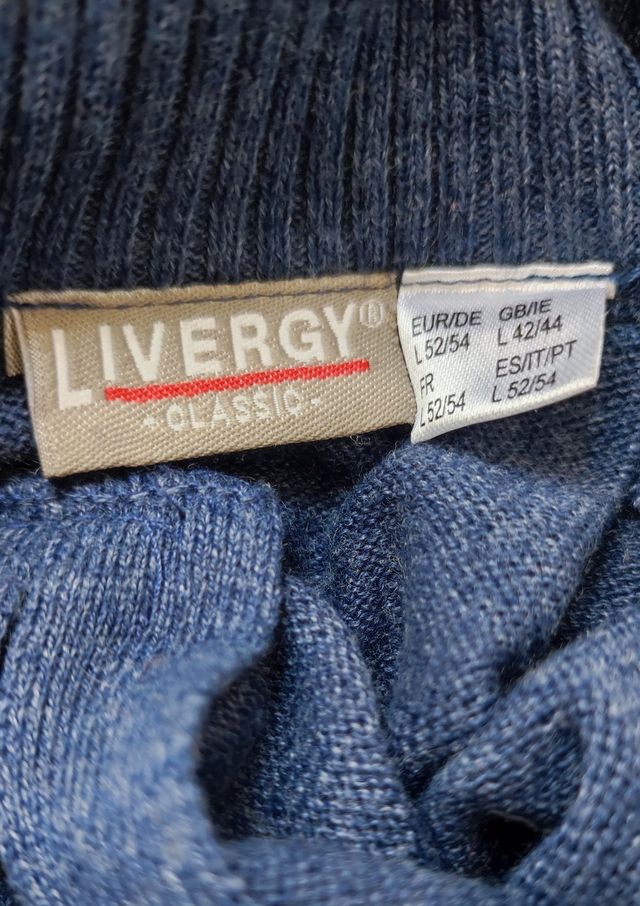 LIVERGY®
-CLASSIC-
EUR/DE
L 52/54
FR
L 52/54
GB/IE
L 42/44
ES/IT/PT
L 52/54